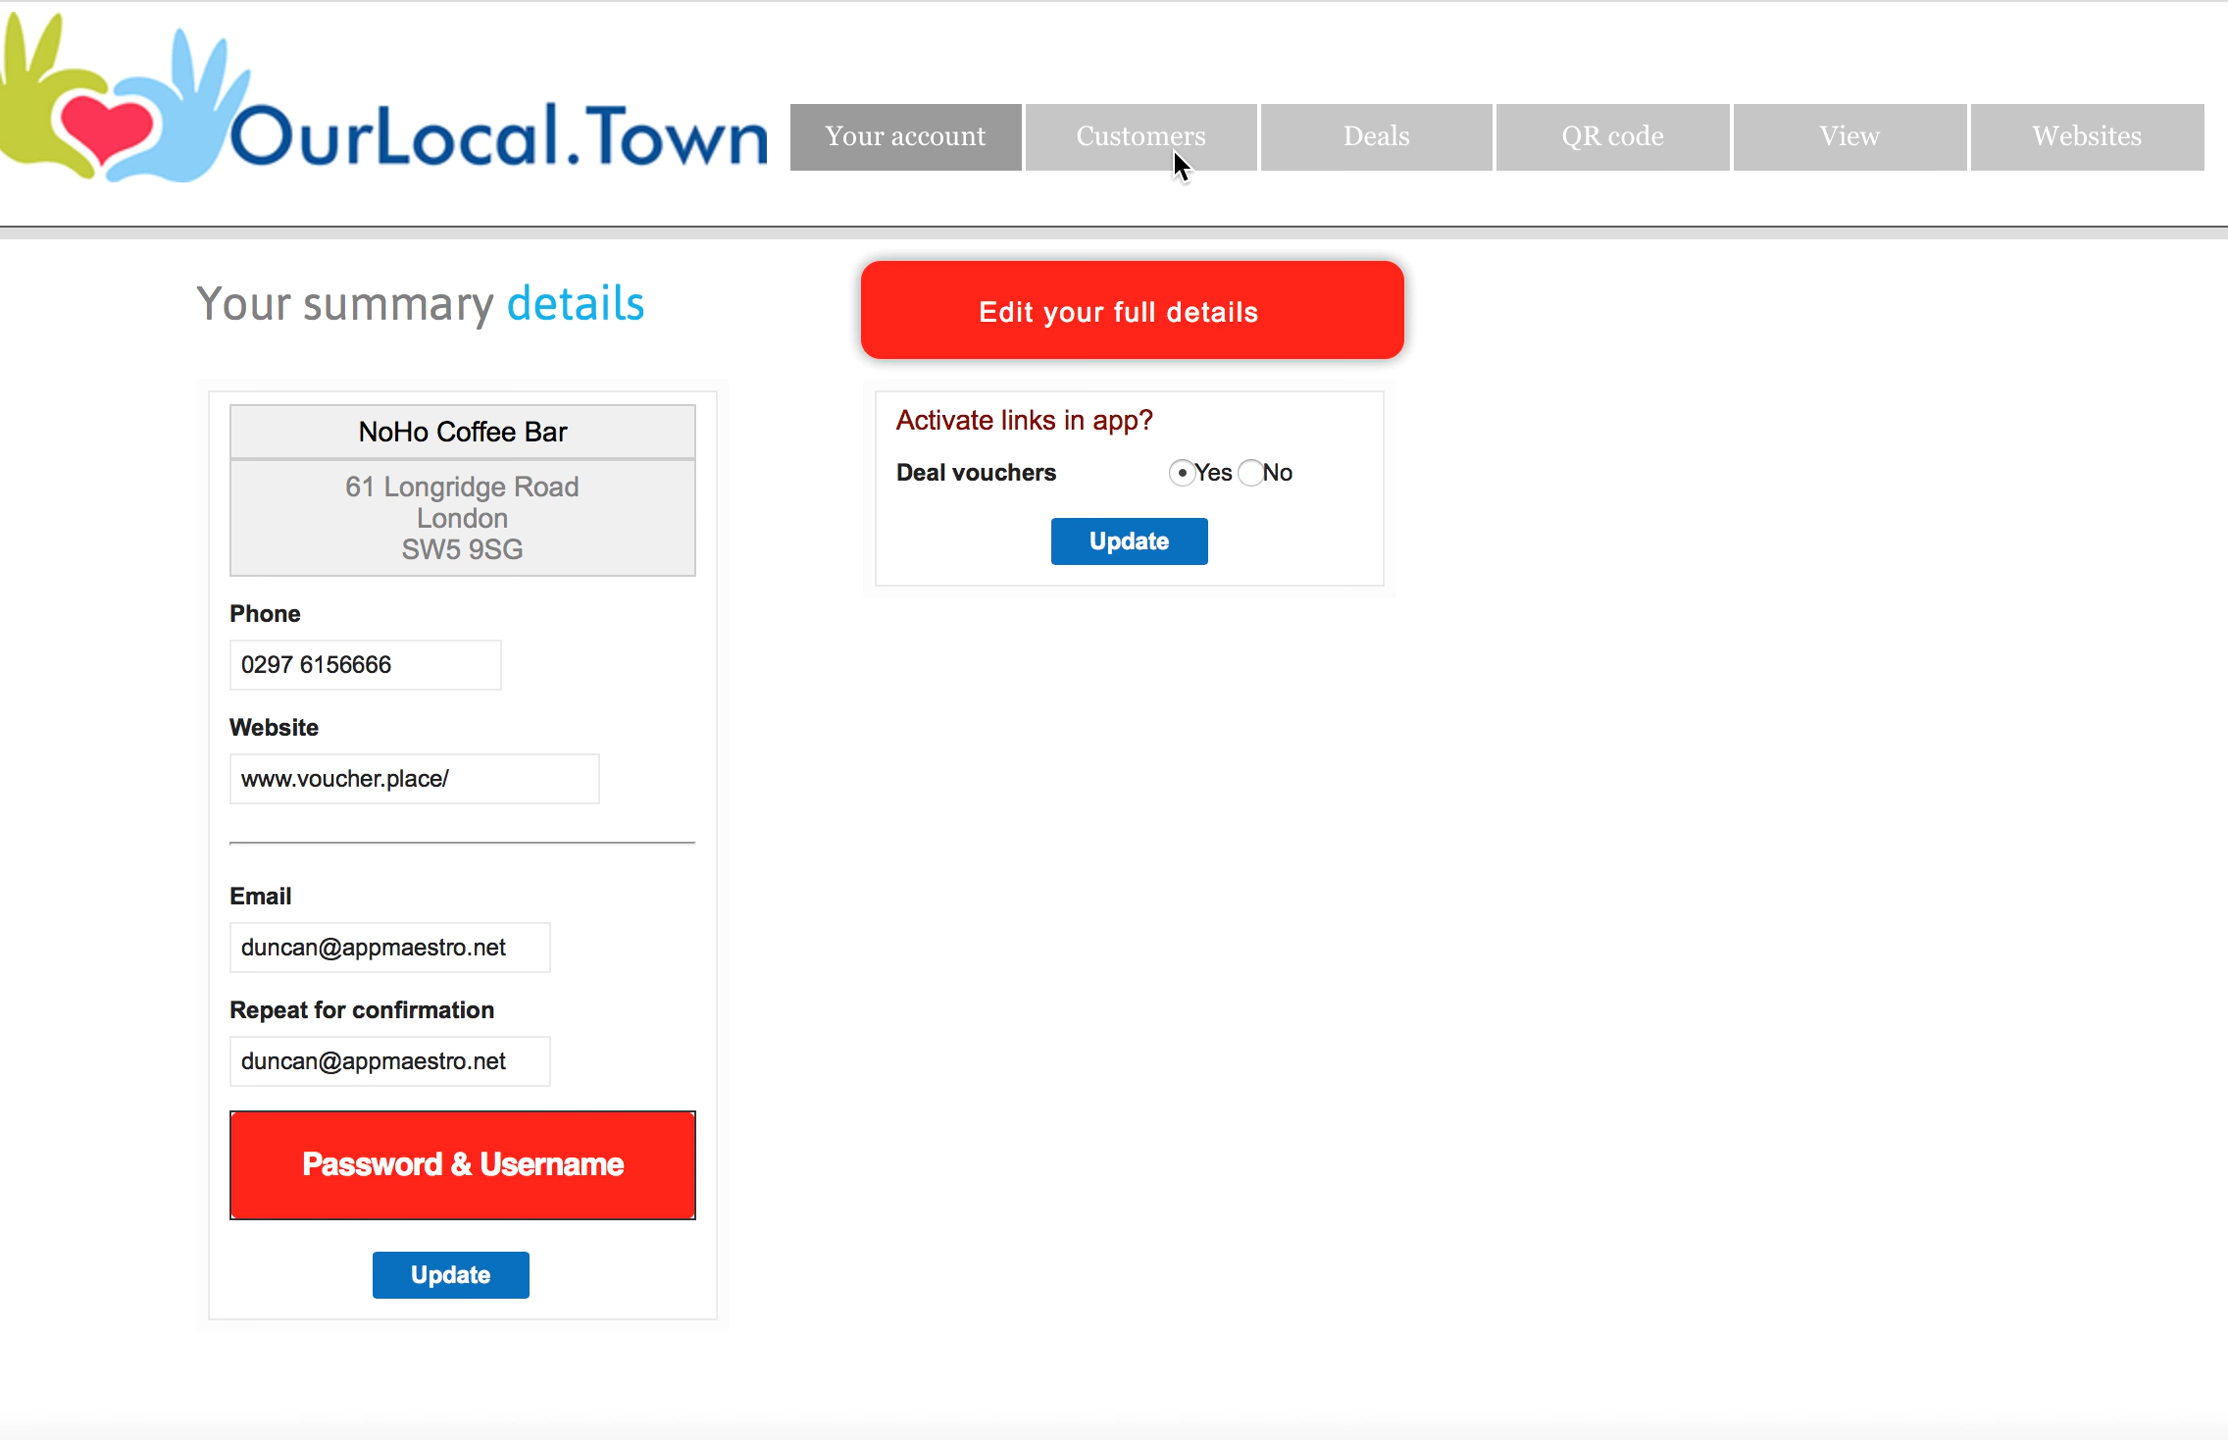 OurLocal.Town
Your account
Customers
Deals
QR code
View
Websites
Your summary details
Edit your full details
NoHo Coffee Bar
61 Longridge Road
London
SW5 9SG
Phone
0297 6156666
Website
www.voucher.place/
Email
duncan@appmaestro.net
Repeat for confirmation
duncan@appmaestro.net
Password & Username
Update
Activate links in app?
Deal vouchers Yes No
Update